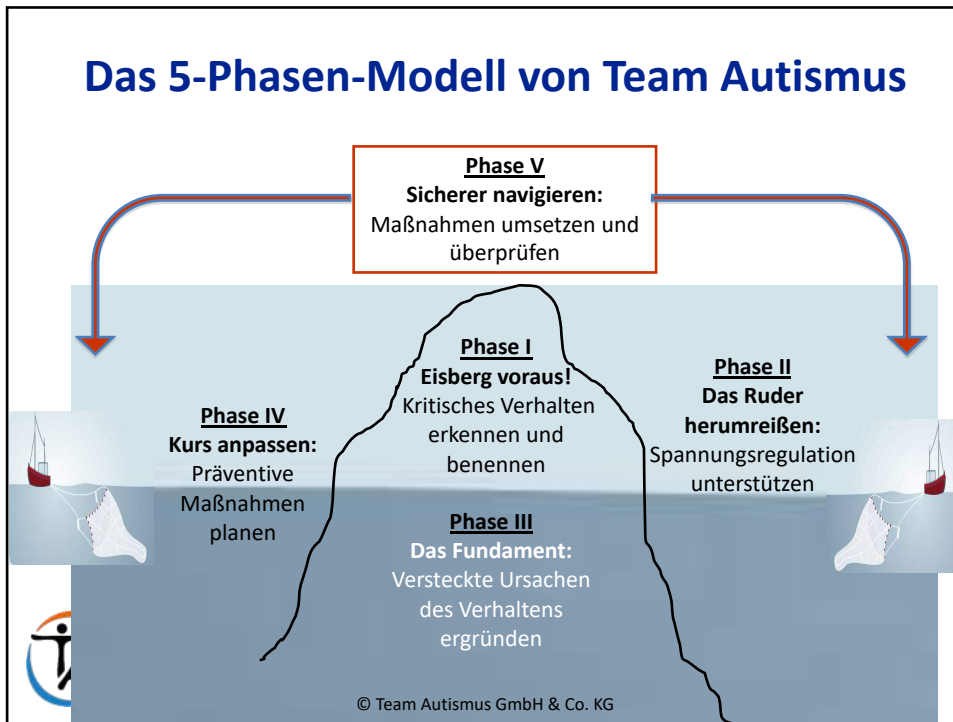 Das 5-Phasen-Modell von Team Autismus
Phase V
Sicherer navigieren:
Maßnahmen umsetzen und
überprüfen
Phase I
Eisberg voraus!
Kritisches Verhalten
erkennen und
benennen
Phase II
Das Ruder
herumreißen:
Spannungsregulation
unterstützen
Phase III
Das Fundament:
Versteckte Ursachen
des Verhaltens
ergründen
Phase IV
Kurs anpassen:
Präventive
Maßnahmen
planen
© Team Autismus GmbH & Co. KG